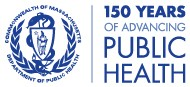 COMMONWEALTH OF MASSACHUSETTS
DEPARTMENT OF PUBLIC HEALTH
150 YEARS
OF ADVANCING
PUBLIC
HEALTH